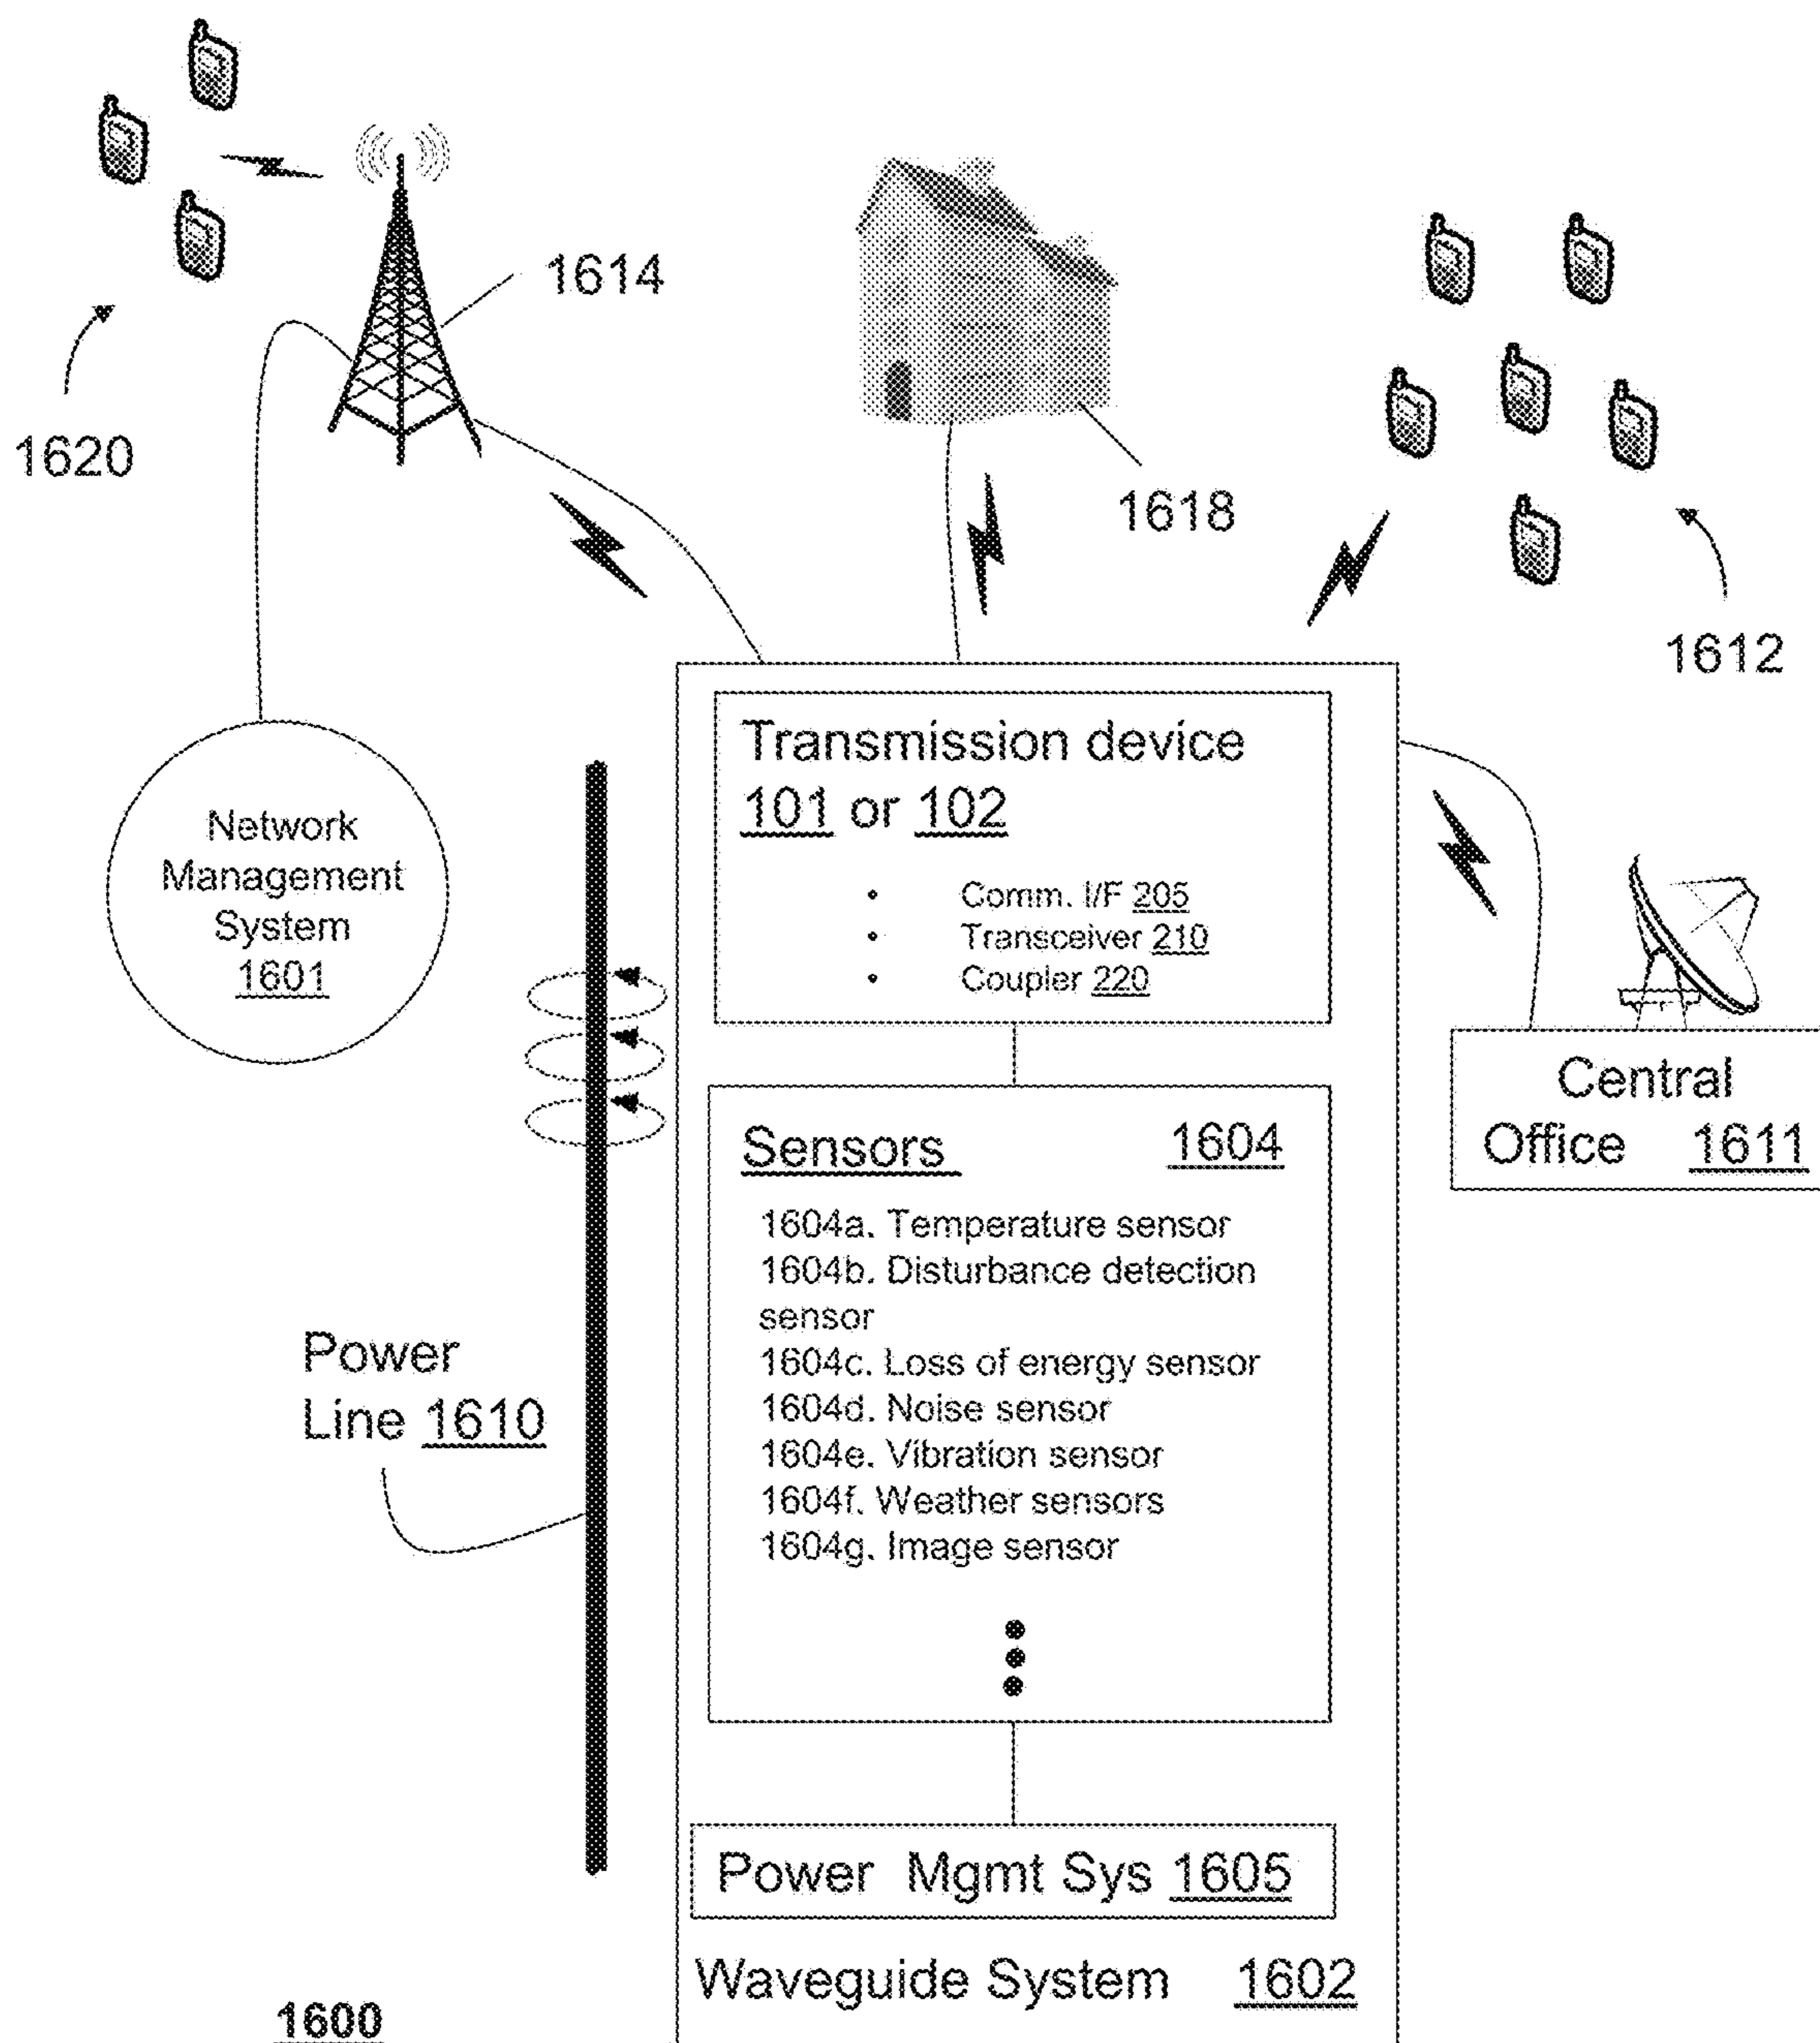 1614
1620
1618
1612
Network
Management
System
1601
Transmission device
101 or 102
• Comm. I/F 205
• Transceiver 210
• Coupler 220
Central
Office 1611
Sensors 1604
1604a. Temperature sensor
1604b. Disturbance detection
sensor
1604c. Loss of energy sensor
1604d. Noise sensor
1604e. Vibration sensor
1604f. Weather sensors
1604g. Image sensor
Power
Line 1610
Power Mgmt Sys 1605
Waveguide System 1602
1600